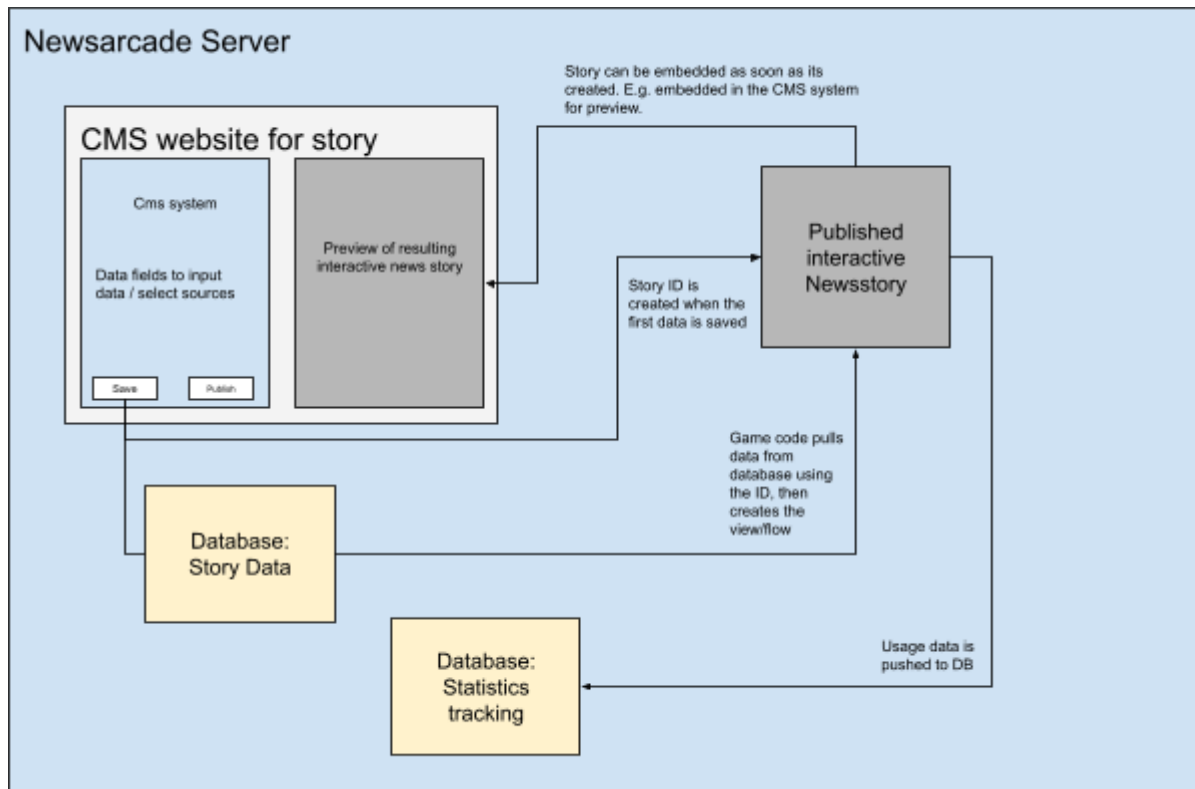 Newsarcade Server
Story can be embedded as soon as its
created. E.g. embedded in the CMS system
for preview.
CMS website for story
Cms system
Data fields to input
data / select sources
Save
Publish
Preview of resulting
interactive news story
Published
interactive
Newsstory
Story ID is
created when the
first data is saved
Game code pulls
data from
database using
the ID, then
creates the
view/flow
Database:
Story Data
Database:
Statistics
tracking
Usage data is
pushed to DB